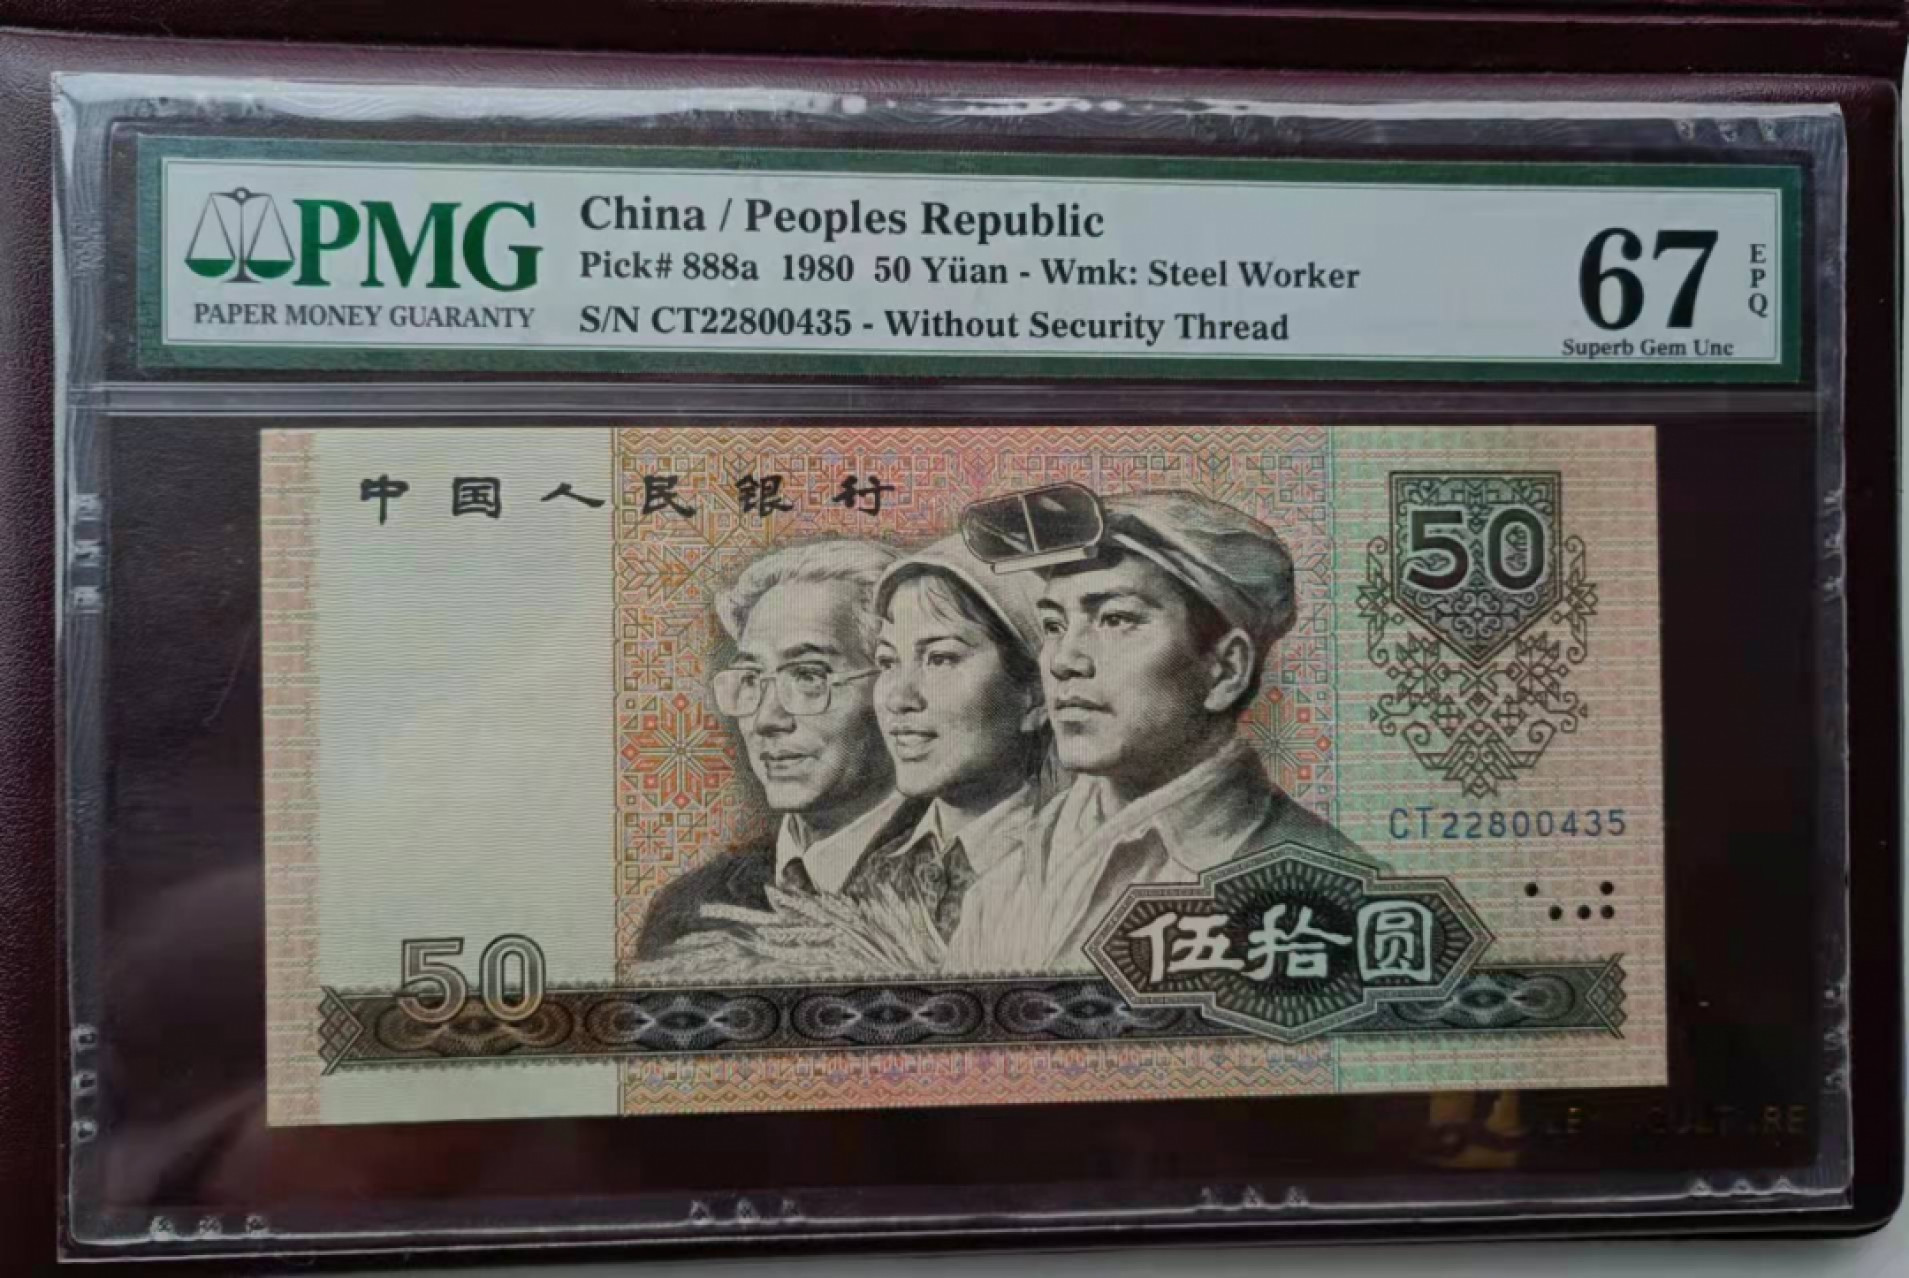 PMG
PAPER MONEY GUARANTY
China / Peoples Republic
Pick# 888a 1980 50 Yüan - Wmk: Steel Worker
S/N CT22800435 - Without Security Thread
67
EPQ
Superb Gem Unc
中国人民银行
50
CT22800435
伍拾圆
50